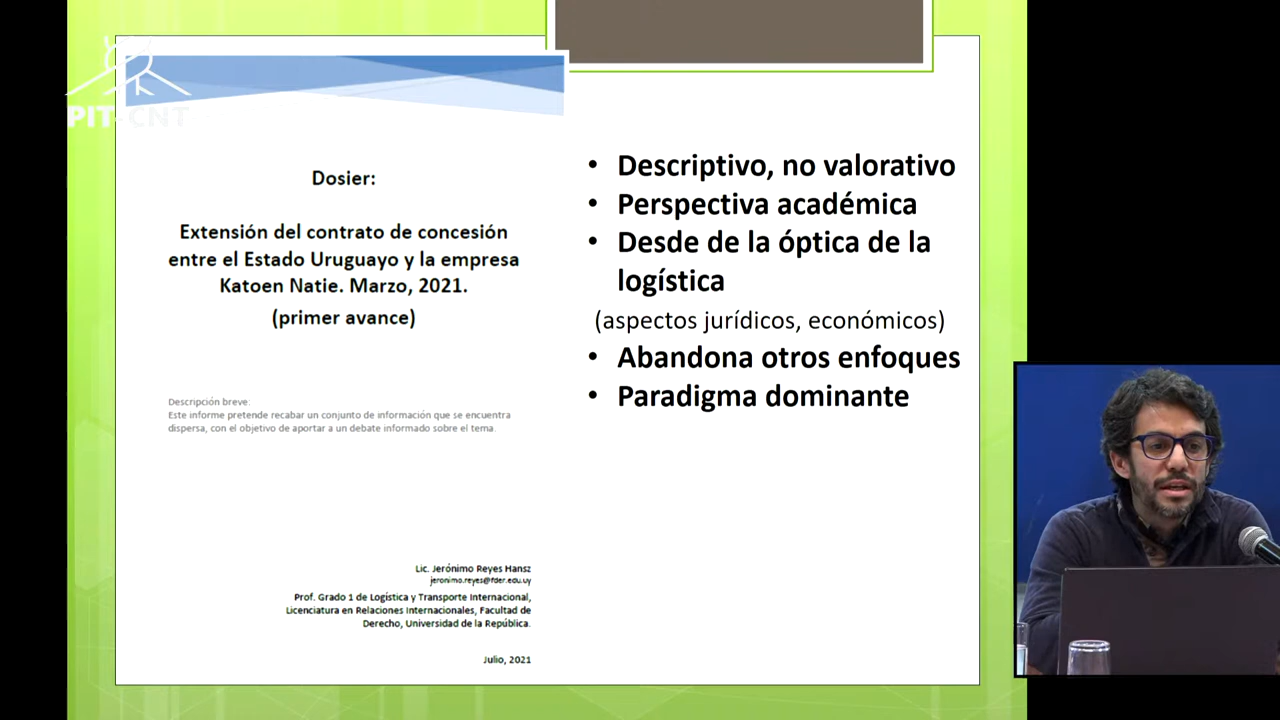 PIT-CNT
Dosier:
Extensión del contrato de concesión
entre el Estado Uruguayo y la empresa
Katoen Natie. Marzo, 2021.
(primer avance)
Descripción breve:
Este informe pretende recabar un conjunto de información que se encuentra
dispersa, con el objetivo de aportar a un debate informado sobre el tema.
Lic. Jerónimo Reyes Hansz
jeronimo.reyes@fder.edu.uy
Prof. Grado 1 de Logística y Transporte Internacional,
Licenciatura en Relaciones Internacionales, Facultad de
Derecho, Universidad de la República.
Julio, 2021
• Descriptivo, no valorativo
• Perspectiva académica
• Desde de la óptica de la
logística
(aspectos jurídicos, económicos)
• Abandona otros enfoques
• Paradigma dominante